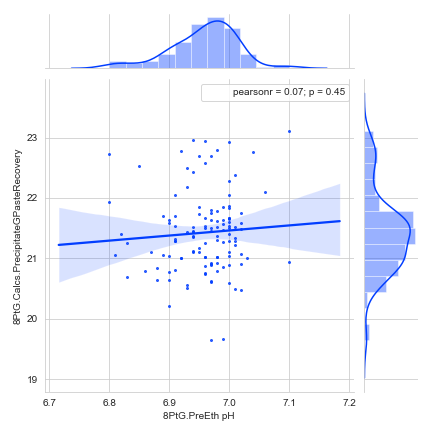 pearsonr = 0.07; p = 0.45
8PtG.Calcs.PrecipitateGPasteRecovery
23
22
21
20
19
6.7 6.8 6.9 7.0 7.1 7.2
8PtG.PreEth pH